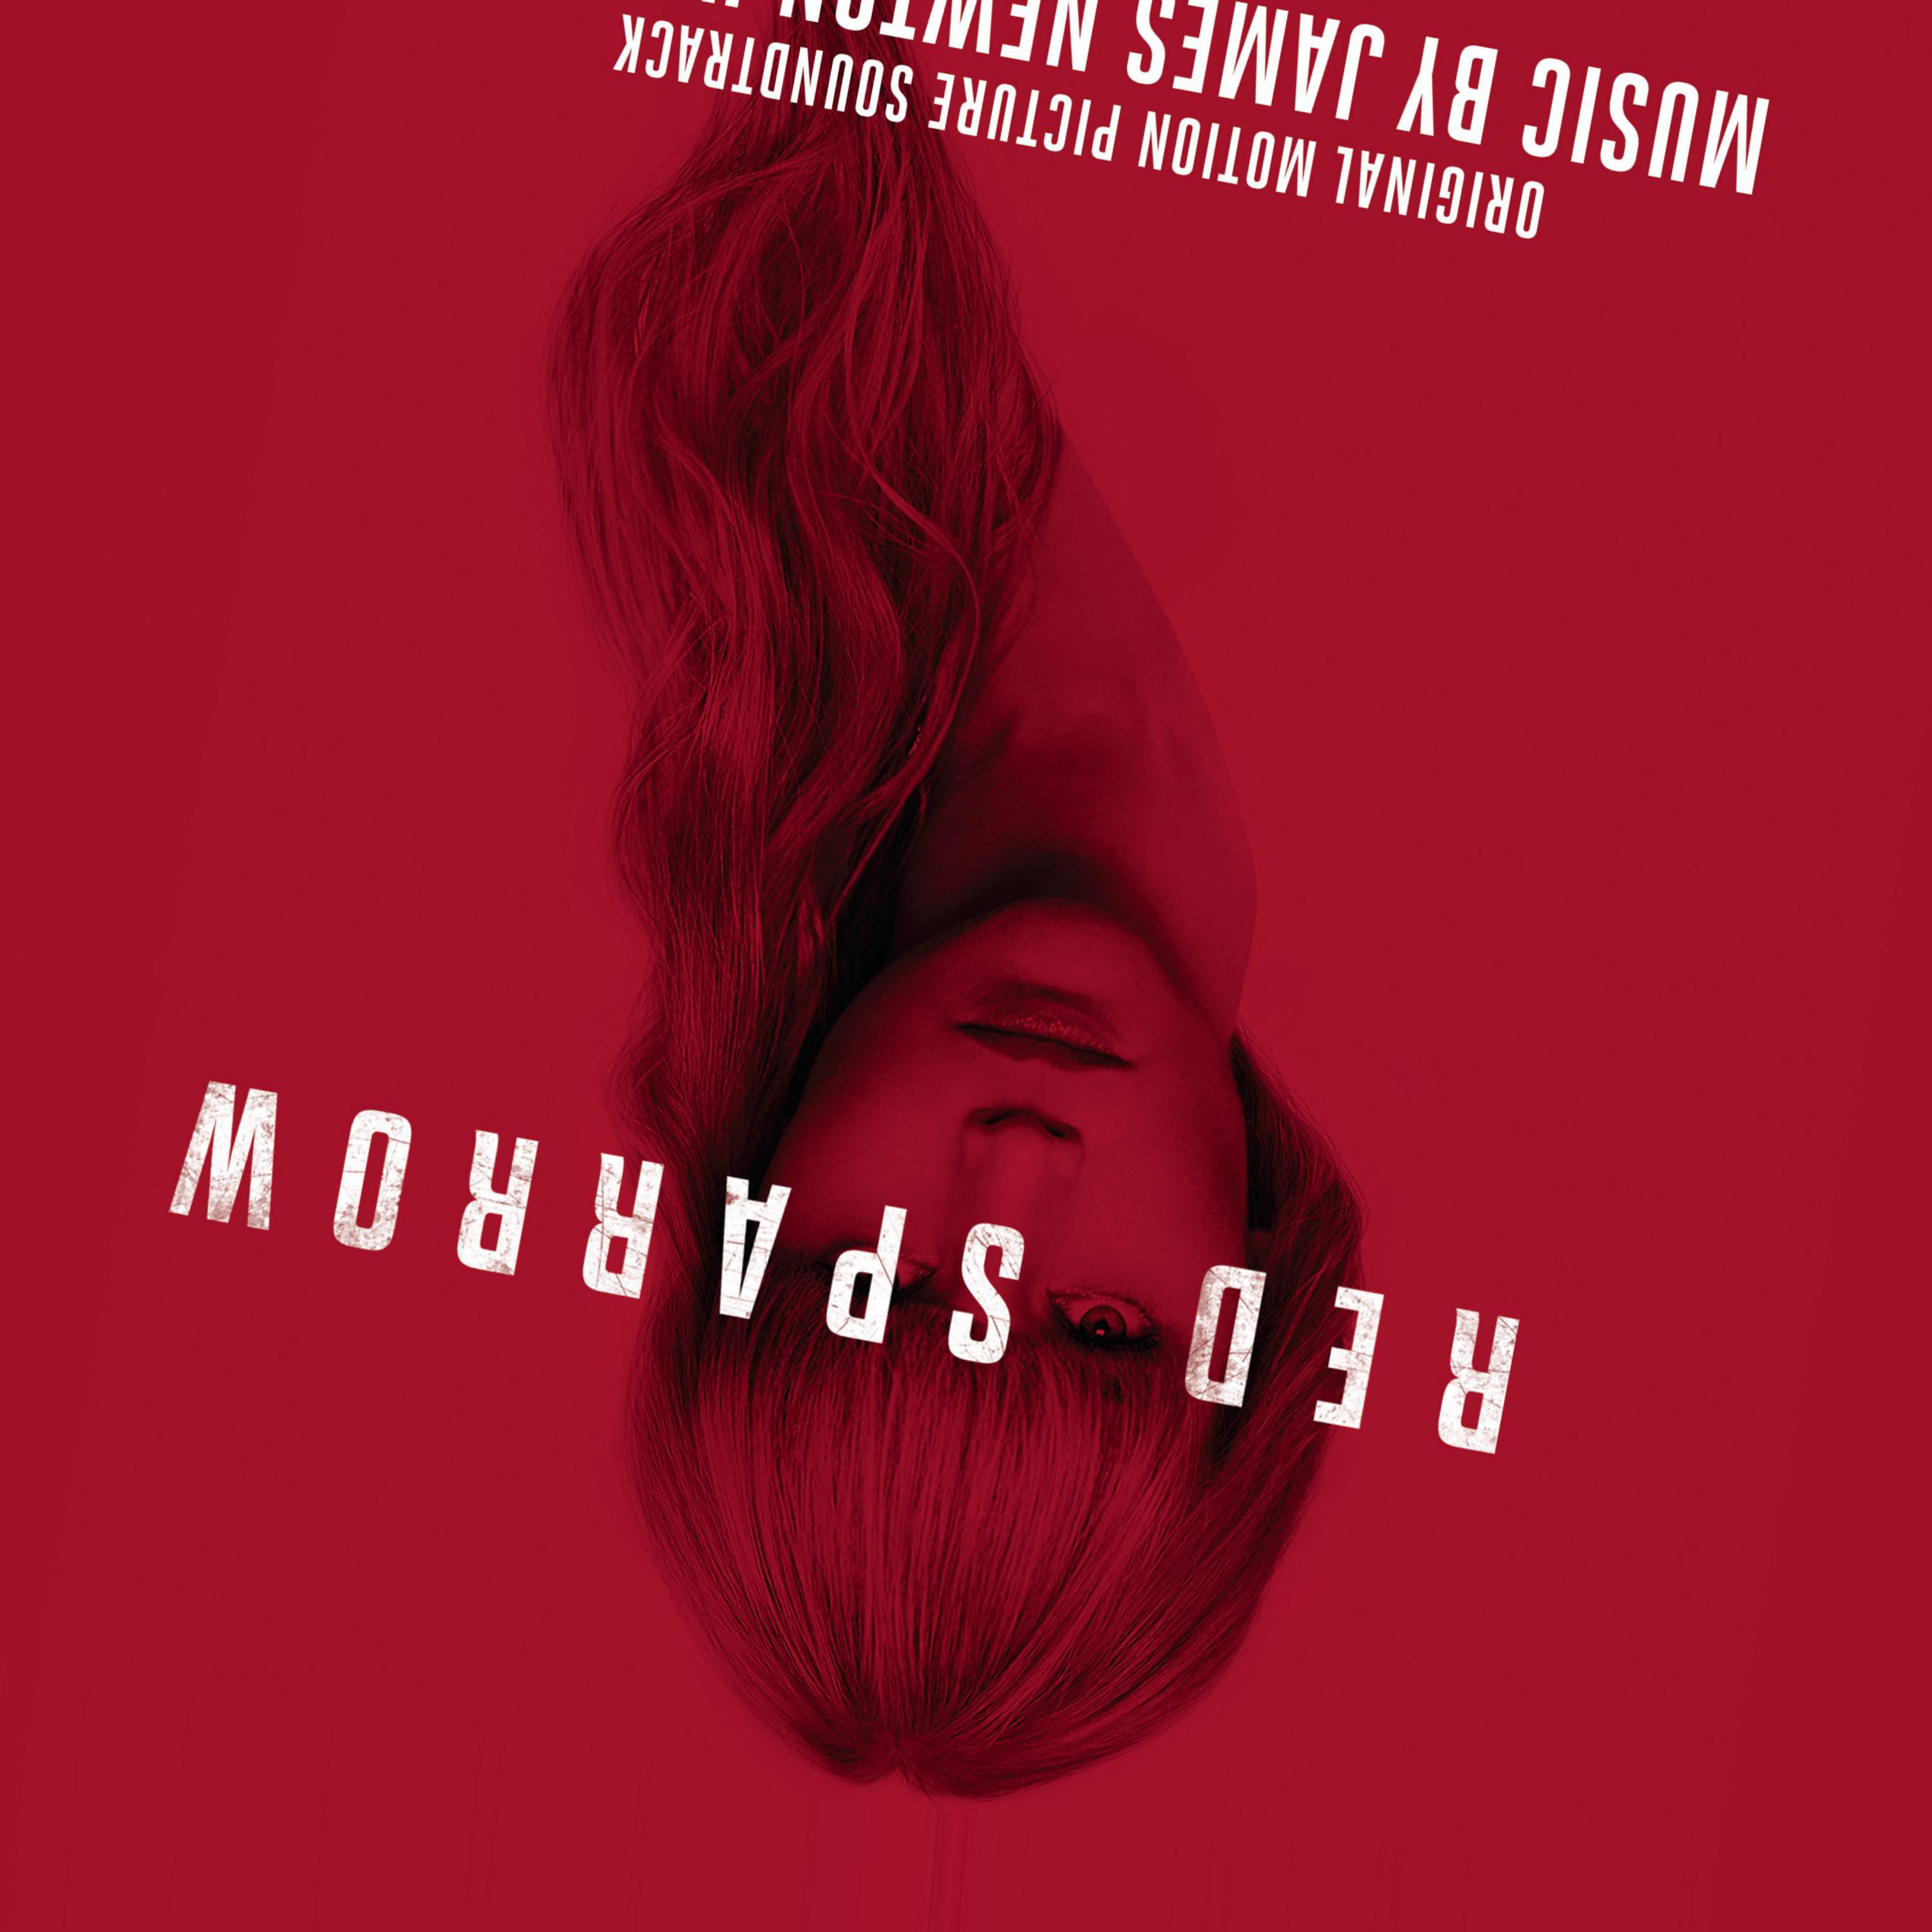 RED SPARROW
ORIGINAL MOTION PICTURE SOUNDTRACK
MUSIC BY JAMES NEWTON